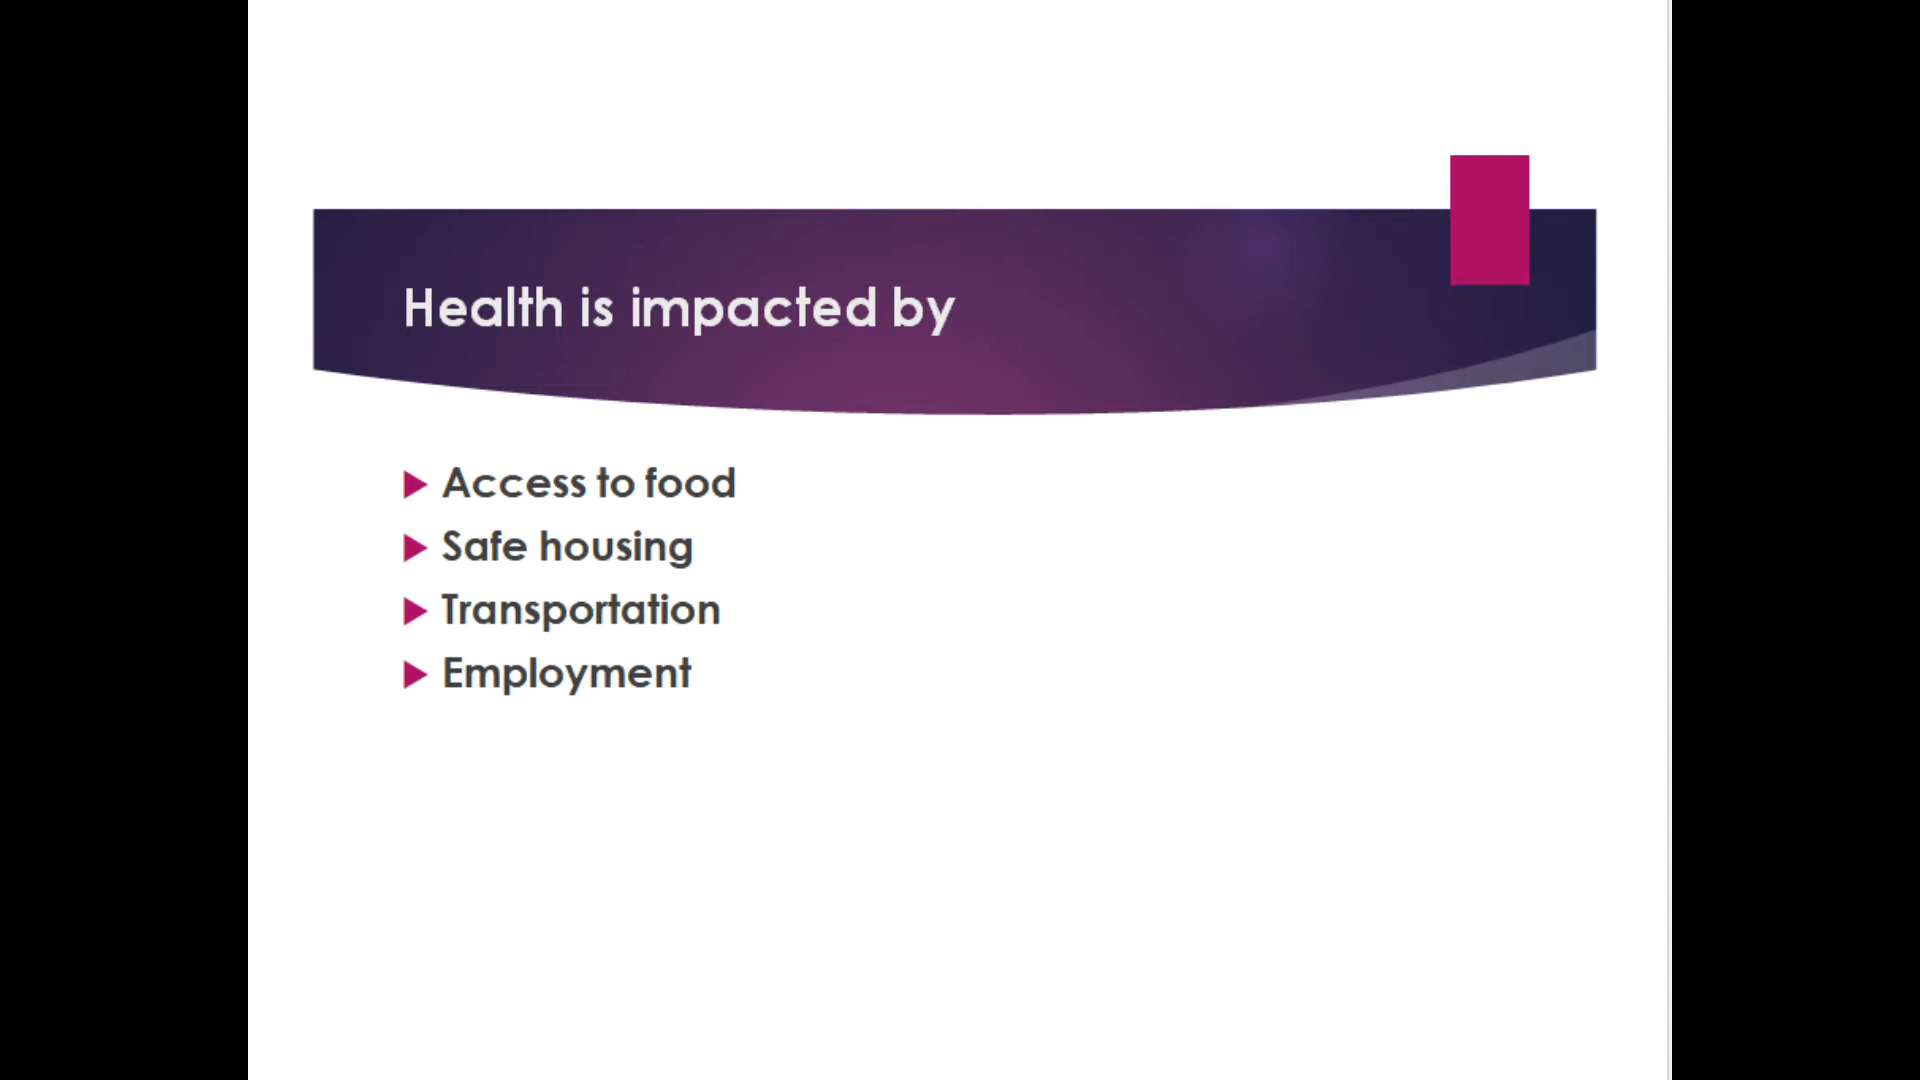 Health is impacted by
Access to food
Safe housing
Transportation
Employment